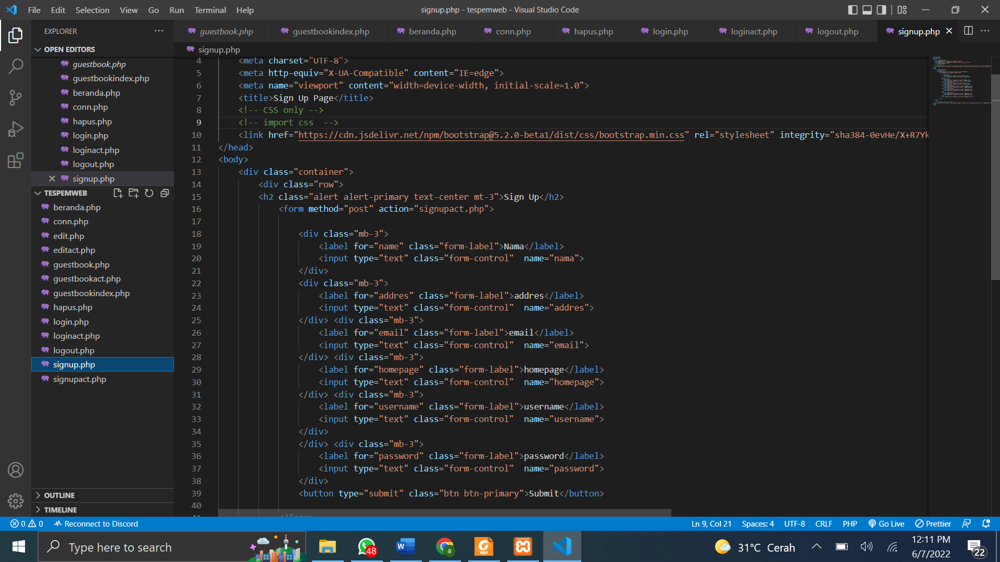 File Edit Selection View Go Run Terminal Help
signup.php - tespemweb - Visual Studio Code
EXPLORER
guestbook.php guestbookindex.php beranda.php conn.php hapus.php login.php loginact.php logout.php signup.php
OPEN EDITORS
guestbook.php
guestbookindex.php
beranda.php
conn.php
hapus.php
login.php
loginact.php
logout.php
signup.php
TESPEMWEB
beranda.php
conn.php
edit.php
editact.php
guestbook.php
guestbookact.php
guestbookindex.php
hapus.php
login.php
loginact.php
logout.php
signup.php
signupact.php
OUTLINE
TIMELINE
signup.php
4 <meta charset="UTF-8">
5 <meta http-equiv="X-UA-Compatible" content="IE=edge">
6 <meta name="viewport" content="width=device-width, initial-scale=1.0">
7 <title>Sign Up Page</title>
8 <!-- CSS only -->
9 <!-- import css  -->
10 <link href="https://cdn.jsdelivr.net/npm/bootstrap@5.2.0-beta1/dist/css/bootstrap.min.css" rel="stylesheet" integrity="sha384-0evHe/X+R7Yk
11 </head>
12 <body>
13 <div class="container">
14 <div class="row">
15 <h2 class="alert alert-primary text-center mt-3">Sign Up</h2>
16 <form method="post" action="signupact.php">
17
18 <div class="mb-3">
19 <label for="name" class="form-label">Nama</label>
20 <input type="text" class="form-control"  name="nama">
21 </div>
22 <div class="mb-3">
23 <label for="addres" class="form-label">addres</label>
24 <input type="text" class="form-control"  name="addres">
25 </div> <div class="mb-3">
26 <label for="email" class="form-label">email</label>
27 <input type="text" class="form-control"  name="email">
28 </div> <div class="mb-3">
29 <label for="homepage" class="form-label">homepage</label>
30 <input type="text" class="form-control"  name="homepage">
31 </div> <div class="mb-3">
32 <label for="username" class="form-label">username</label>
33 <input type="text" class="form-control"  name="username">
34 </div>
35 </div> <div class="mb-3">
36 <label for="password" class="form-label">password</label>
37 <input type="text" class="form-control"  name="password">
38 </div>
39 <button type="submit" class="btn btn-primary">Submit</button>
40
41 </form>
0 0 Reconnect to Discord
Ln 9, Col 21 Spaces: 4 UTF-8 CRLF PHP Go Live Prettier
Type here to search
48
W
PDF
a
31°C Cerah
12:11 PM
6/7/2022
22